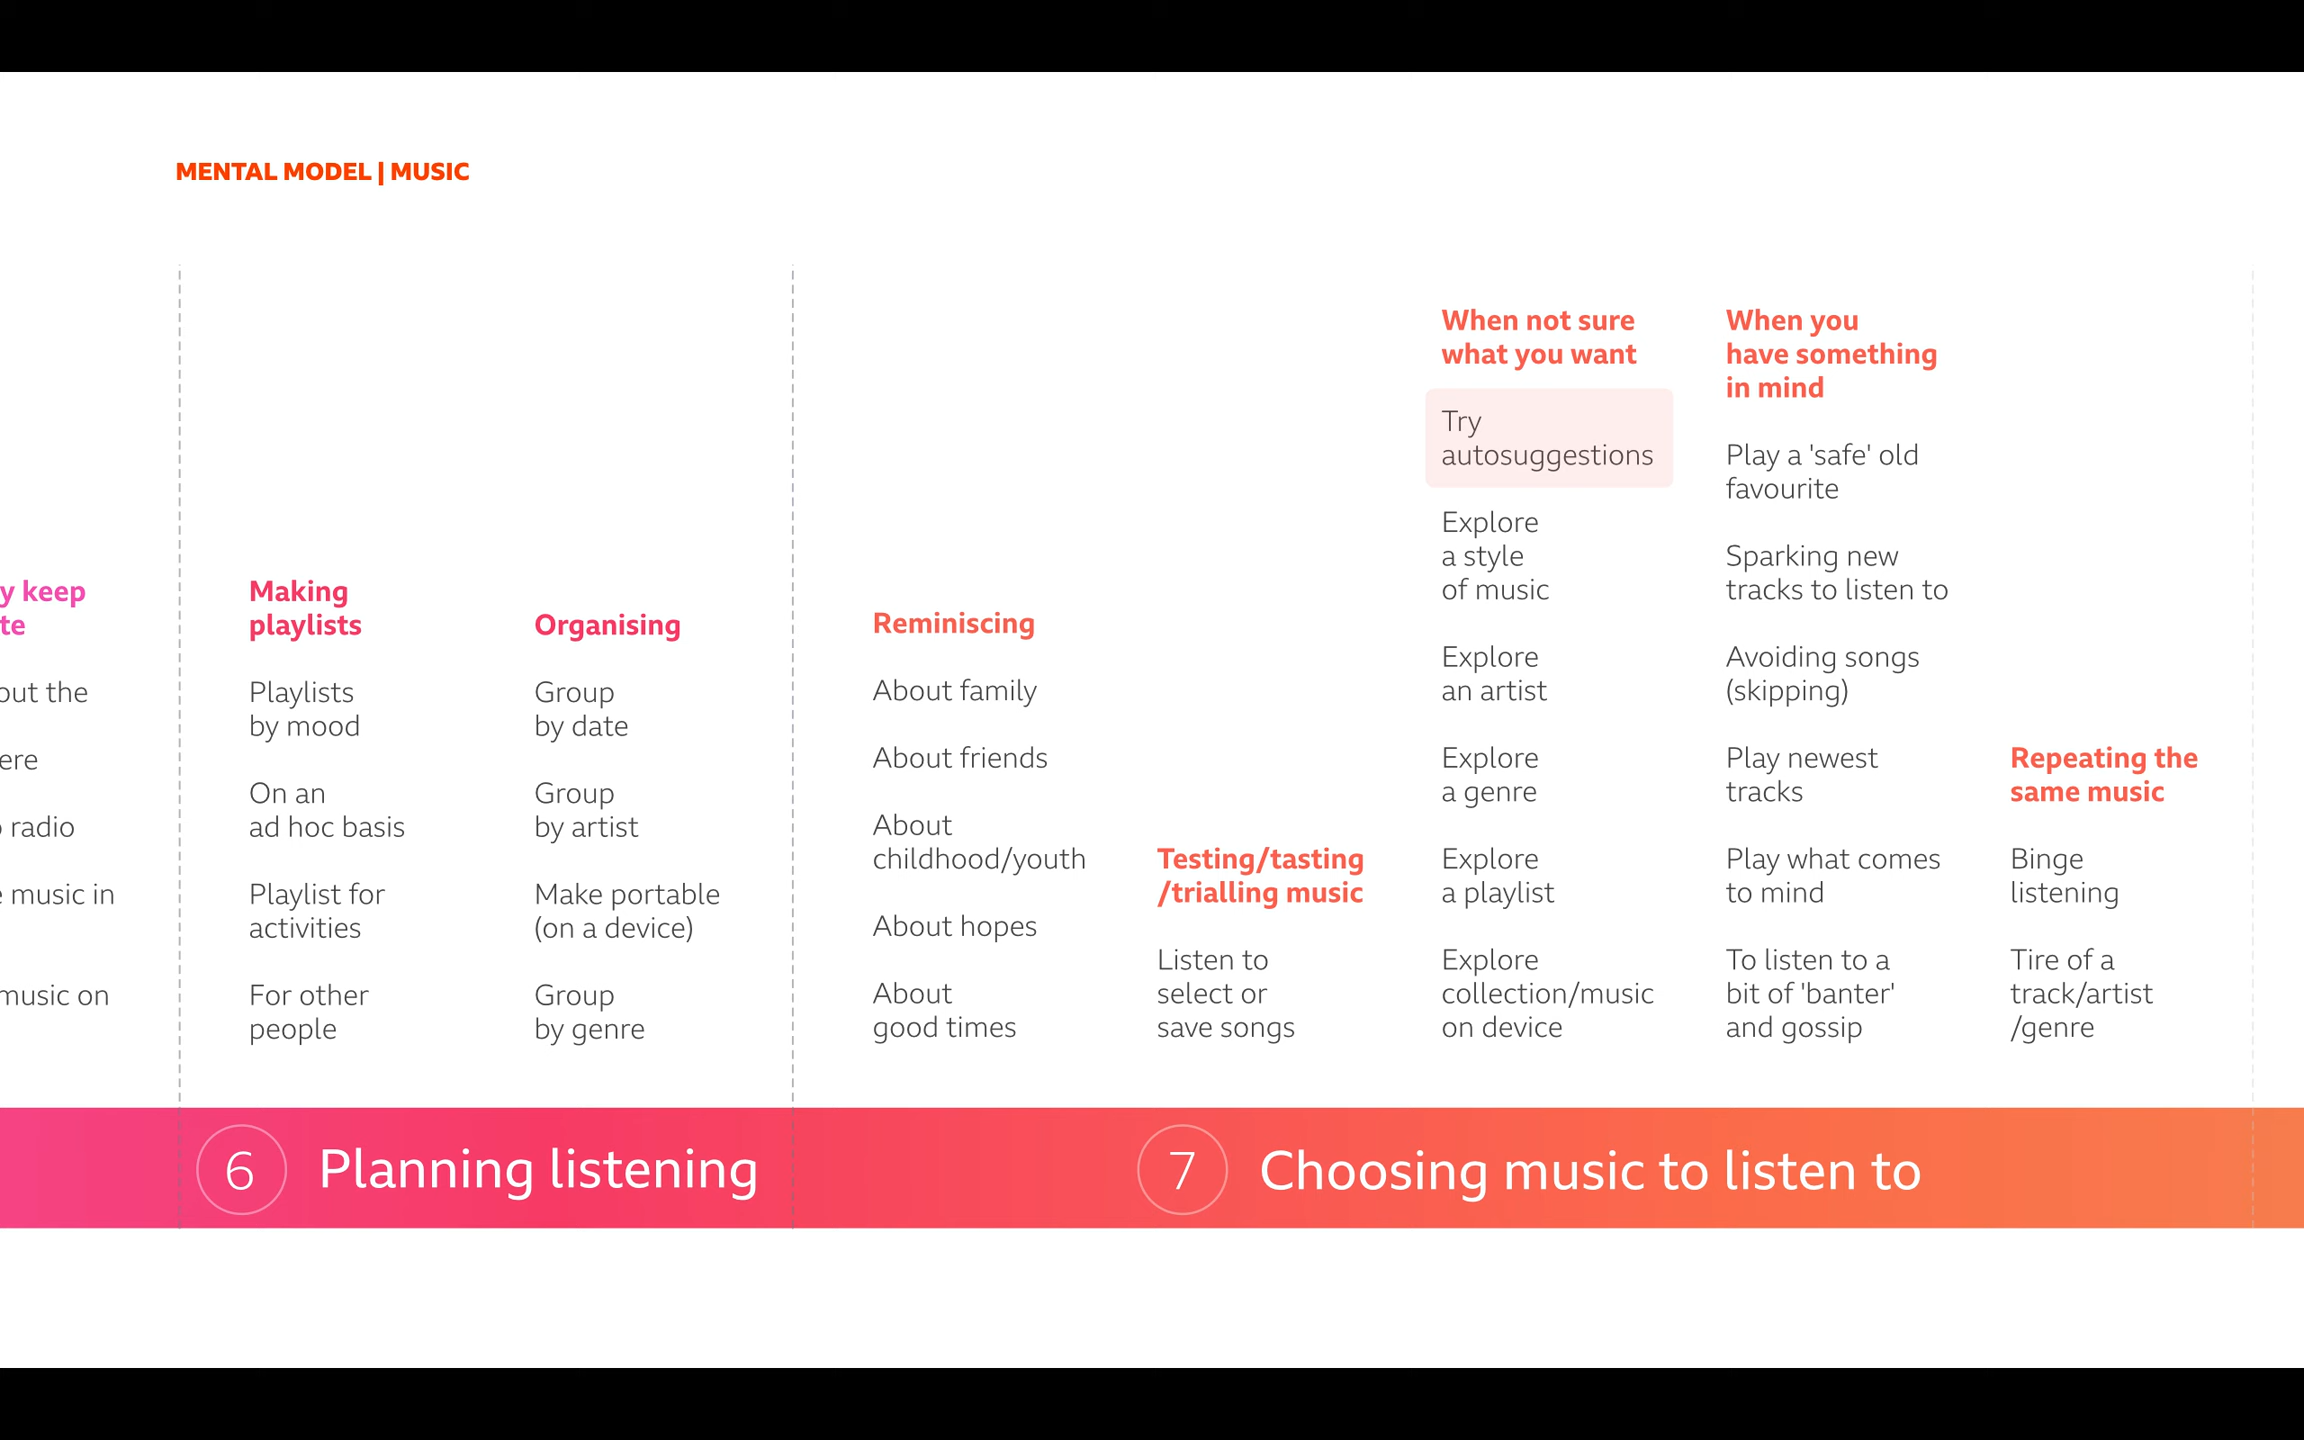 MENTAL MODEL | MUSIC
y keep
te
out the
ere
radio
music in
music on
Making
playlists
Playlists
by mood
On an
ad hoc basis
Playlist for
activities
For other
people
Organising
Group
by date
Group
by artist
Make portable
(on a device)
Group
by genre
Reminiscing
About family
About friends
About
childhood/youth
About hopes
About
good times
Testing/tasting
/trialling music
Listen to
select or
save songs
When not sure
what you want
Try
autosuggestions
Explore
a style
of music
Explore
an artist
Explore
a genre
Explore
a playlist
Explore
collection/music
on device
When you
have something
in mind
Play a 'safe' old
favourite
Sparking new
tracks to listen to
Avoiding songs
(skipping)
Play newest
tracks
Play what comes
to mind
To listen to a
bit of 'banter'
and gossip
Repeating the
same music
Binge
listening
Tire of a
track/artist
/genre
6 Planning listening
7 Choosing music to listen to